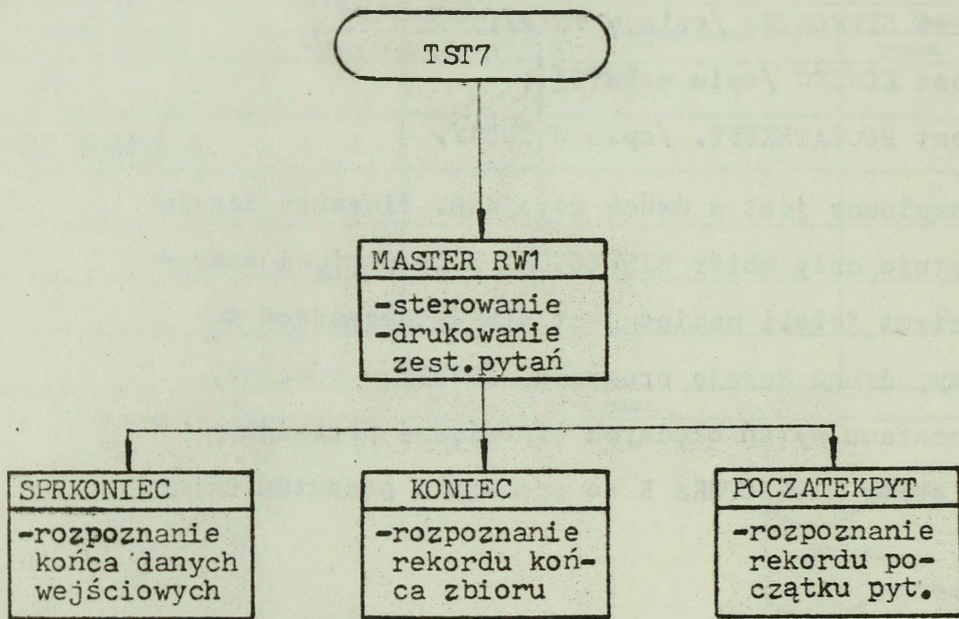 TST7
MASTER RW1
-sterowanie
-drukowanie
zest.pytań
SPRKONIEC
-rozpoznanie
końca danych
wejściowych
KONIEC
-rozpoznanie
rekordu koń-
ca zbioru
POCZATEKPYT
-rozpoznanie
rekordu po-
czątku pyt.